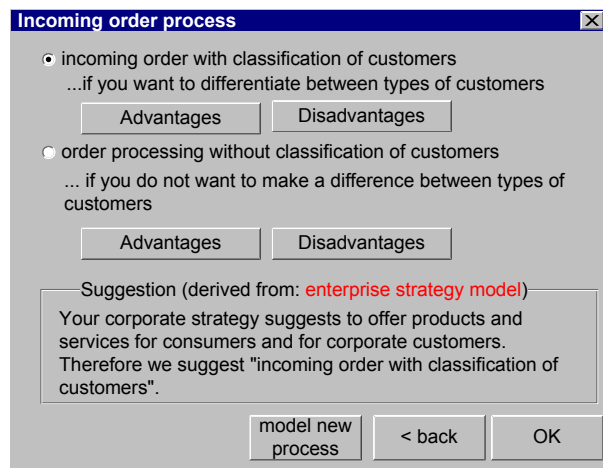 Incoming order process
incoming order with classification of customers
...if you want to differentiate between types of customers
Advantages Disadvantages
order processing without classification of customers
... if you do not want to make a difference between types of
customers
Advantages Disadvantages
Suggestion (derived from: enterprise strategy model)
Your corporate strategy suggests to offer products and
services for consumers and for corporate customers.
Therefore we suggest "incoming order with classification of
customers".
model new
process
< back
OK